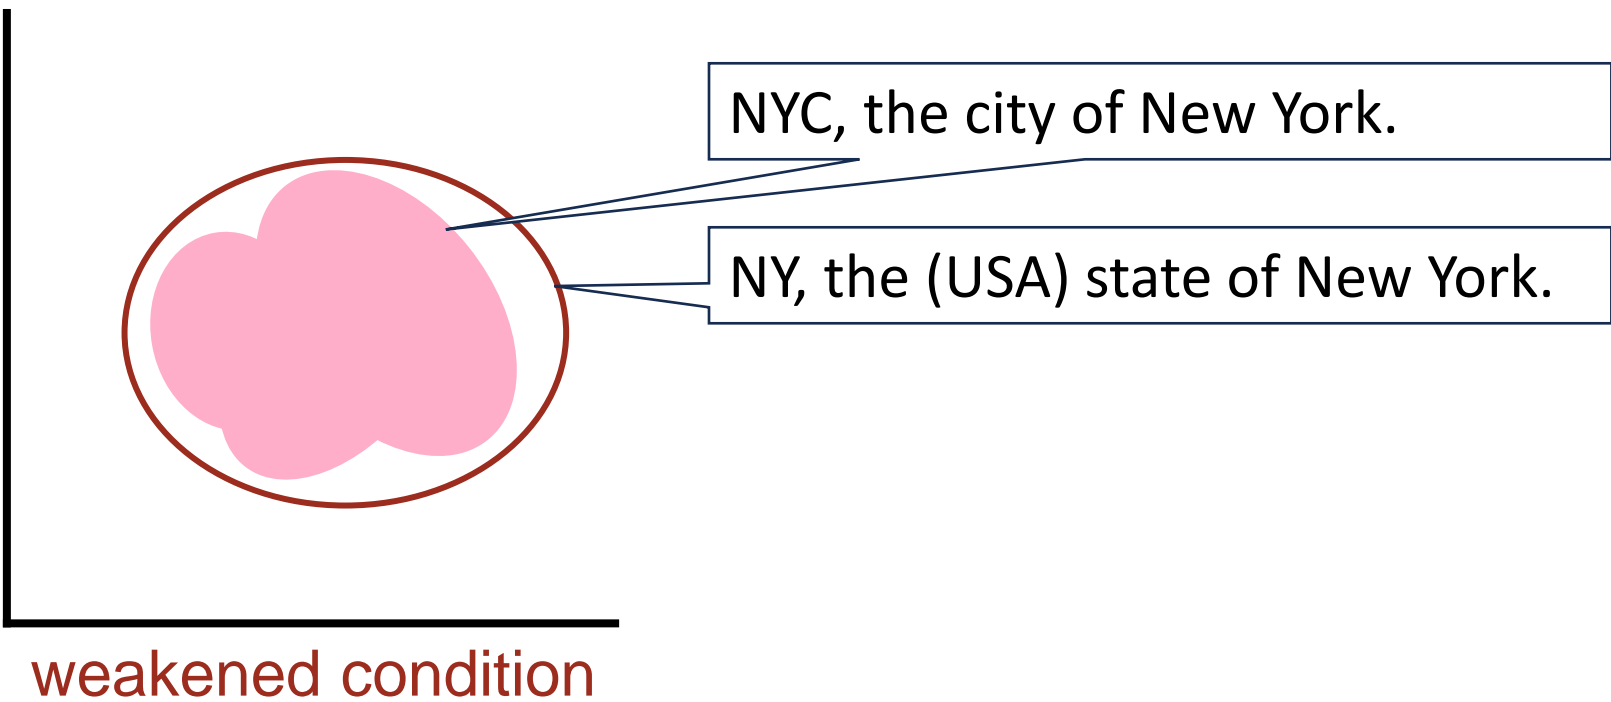 NYC, the city of New York.
NY, the (USA) state of New York.
weakened condition